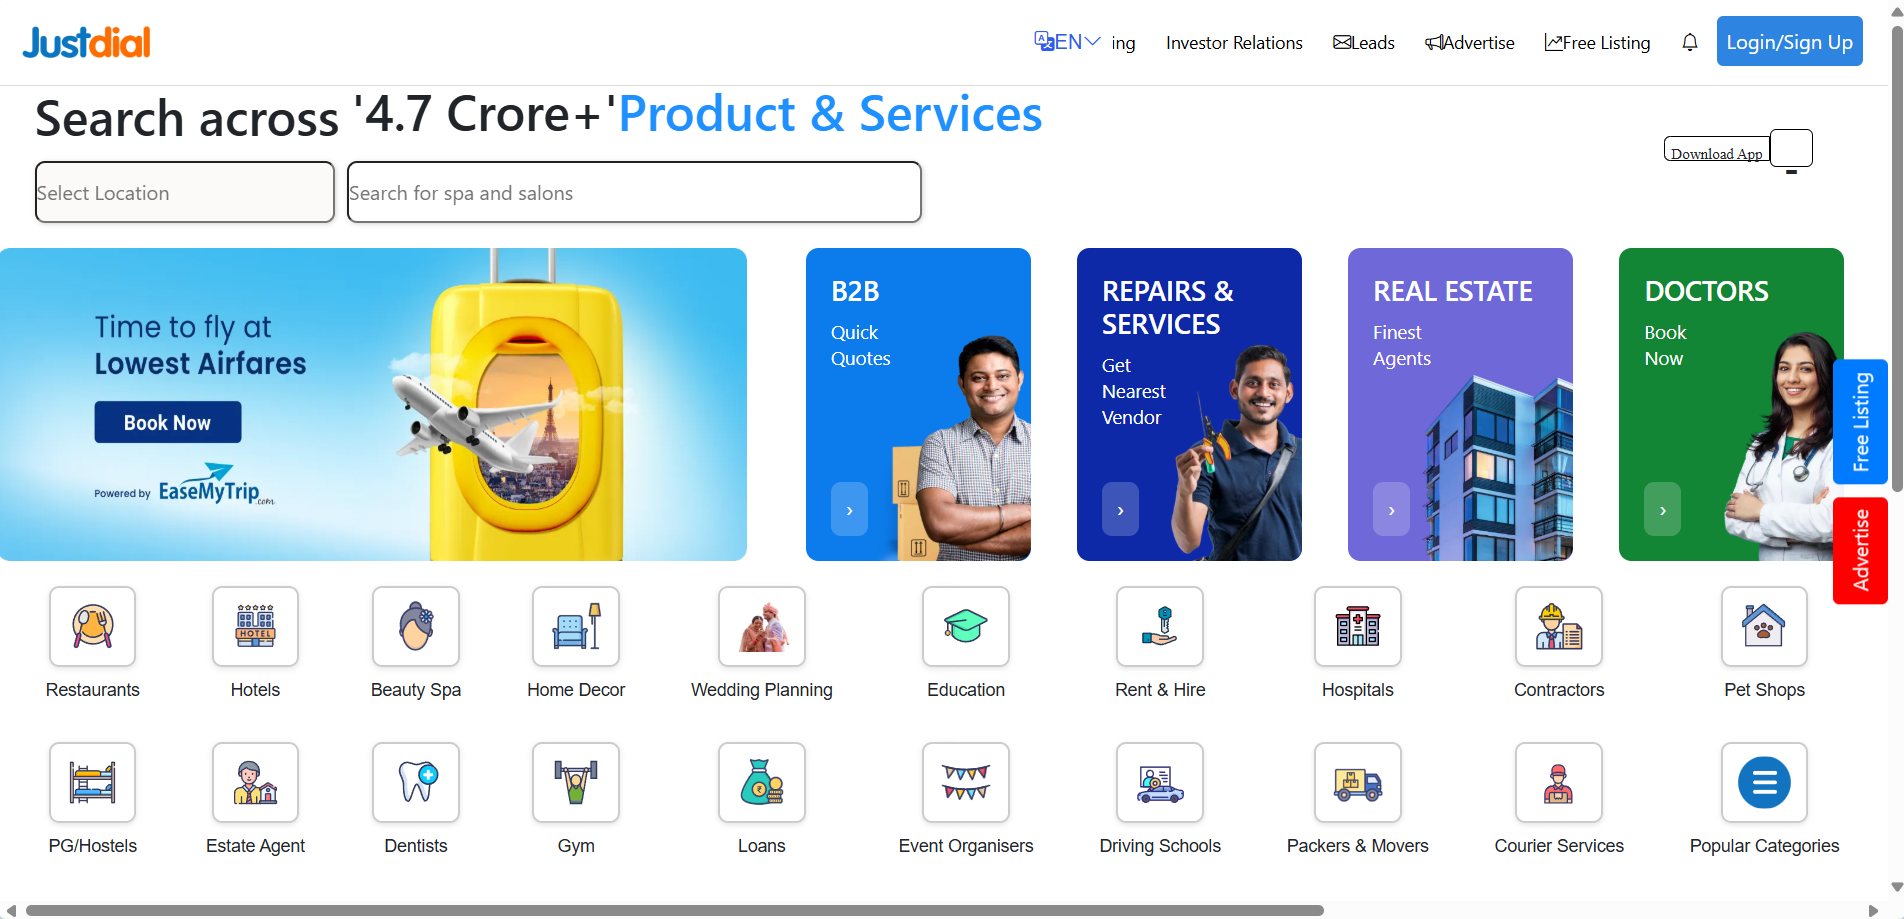 Justdial
EN
ing
Investor Relations
Leads
Advertise
Free Listing
Login/Sign Up
Search across '4.7 Crore+'Product & Services
Download App
Select Location
Search for spa and salons
Time to fly at
Lowest Airfares
Book Now
Powered by EaseMyTrip.com
B2B
Quick
Quotes
REPAIRS &
SERVICES
Get
Nearest
Vendor
REAL ESTATE
Finest
Agents
DOCTORS
Book
Now
Free Listing
Advertise
HOTEL
Restaurants
Hotels
Beauty Spa
Home Decor
Wedding Planning
Education
Rent & Hire
Hospitals
Contractors
Pet Shops
PG/Hostels
Estate Agent
Dentists
Gym
Loans
Event Organisers
Driving Schools
Packers & Movers
Courier Services
Popular Categories